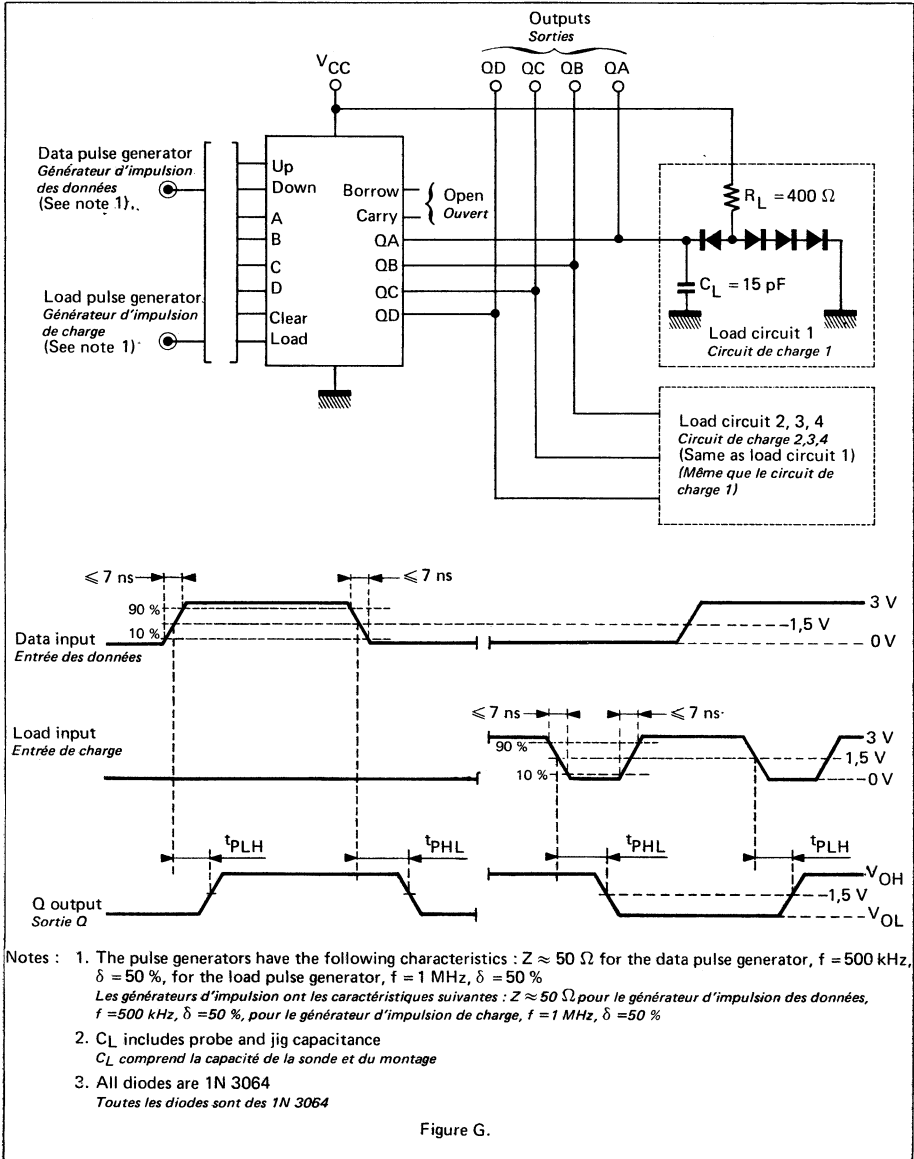 Outputs
Sorties
VCC
QD QC QB QA
Data pulse generator
Générateur d'impulsion
des données
(See note 1)
Load pulse generator
Générateur d'impulsion
de charge
(See note 1)
Up
Down
A
B
C
D
Clear
Load
Borrow
Carry
QA
QB
QC
QD
Open
Ouvert
RL = 400 Ω
CL = 15 pF
Load circuit 1
Circuit de charge 1
Load circuit 2, 3, 4
Circuit de charge 2,3,4
(Same as load circuit 1)
(Même que le circuit de
charge 1)
⩽ 7 ns
⩽ 7 ns
90 %
10 %
3 V
1,5 V
0 V
Data input
Entrée des données
⩽ 7 ns
⩽ 7 ns
Load input
Entrée de charge
90 %
10 %
3 V
1,5 V
0 V
tPLH
tPHL
tPHL
tPLH
Q output
Sortie Q
VOH
1,5 V
VOL
Notes : 1. The pulse generators have the following characteristics : Z ≈ 50 Ω for the data pulse generator, f = 500 kHz,
δ = 50 %, for the load pulse generator, f = 1 MHz, δ = 50 %
Les générateurs d'impulsion ont les caractéristiques suivantes : Z ≈ 50 Ω pour le générateur d'impulsion des données,
f = 500 kHz, δ = 50 %, pour le générateur d'impulsion de charge, f = 1 MHz, δ = 50 %
2. CL includes probe and jig capacitance
CL comprend la capacité de la sonde et du montage
3. All diodes are 1N 3064
Toutes les diodes sont des 1N 3064
Figure G.